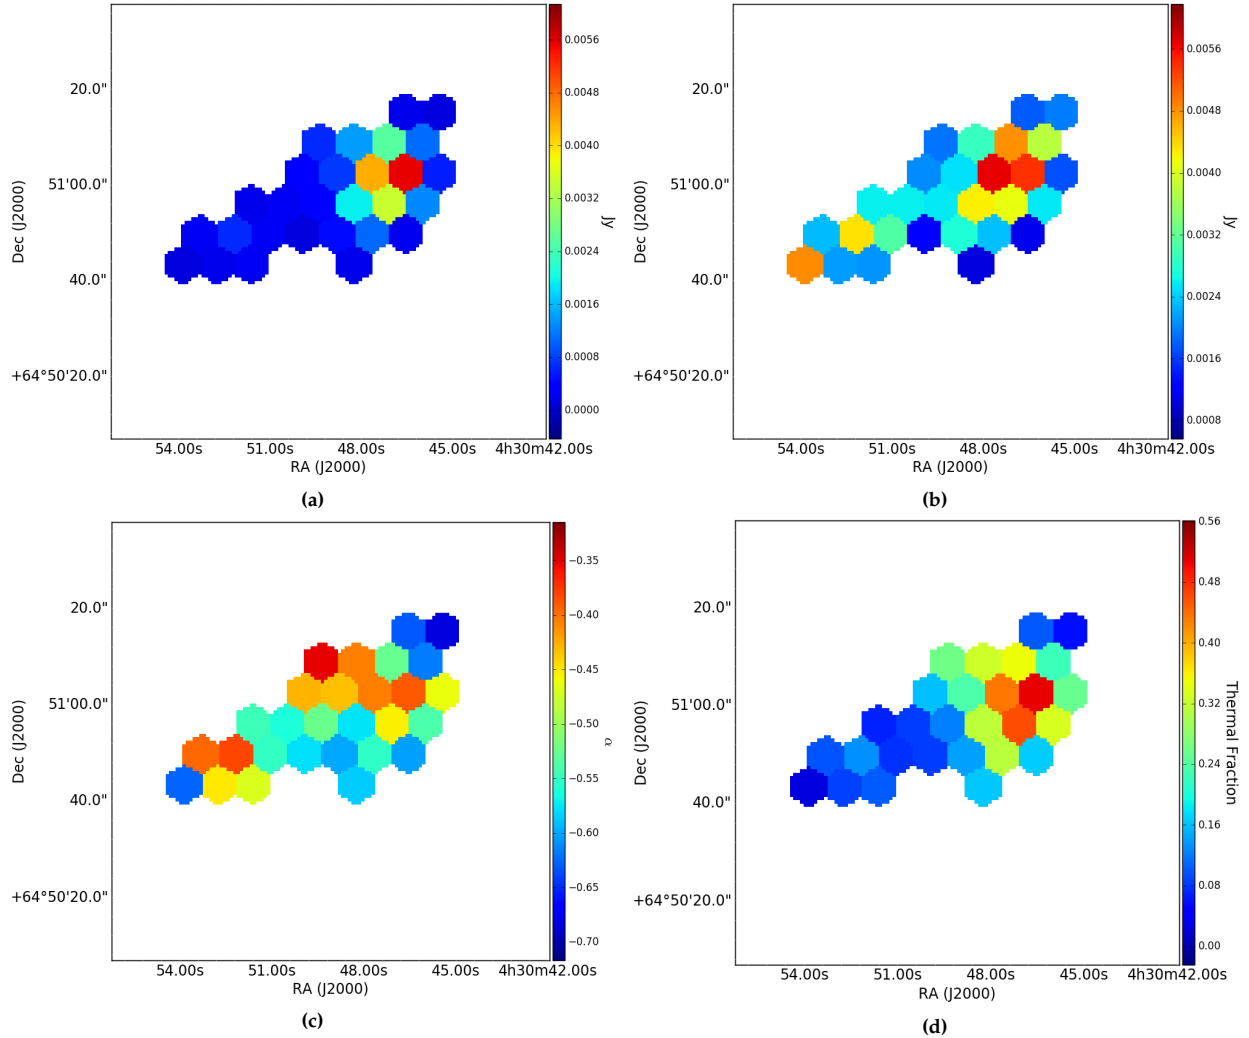 20.0"
51'00.0"
40.0"
+64°50'20.0"
Dec (J2000)
54.00s 51.00s 48.00s 45.00s 4h30m42.00s
RA (J2000)
0.0056
0.0048
0.0040
0.0032
0.0024
0.0016
0.0008
0.0000
Jy
(a)
20.0"
51'00.0"
40.0"
+64°50'20.0"
Dec (J2000)
54.00s 51.00s 48.00s 45.00s 4h30m42.00s
RA (J2000)
0.0056
0.0048
0.0040
0.0032
0.0024
0.0016
0.0008
Jy
(b)
20.0"
51'00.0"
40.0"
+64°50'20.0"
Dec (J2000)
54.00s 51.00s 48.00s 45.00s 4h30m42.00s
RA (J2000)
−0.35
−0.40
−0.45
−0.50
−0.55
−0.60
−0.65
−0.70
α
(c)
20.0"
51'00.0"
40.0"
+64°50'20.0"
Dec (J2000)
54.00s 51.00s 48.00s 45.00s 4h30m42.00s
RA (J2000)
0.56
0.48
0.40
0.32
0.24
0.16
0.08
0.00
Thermal Fraction
(d)